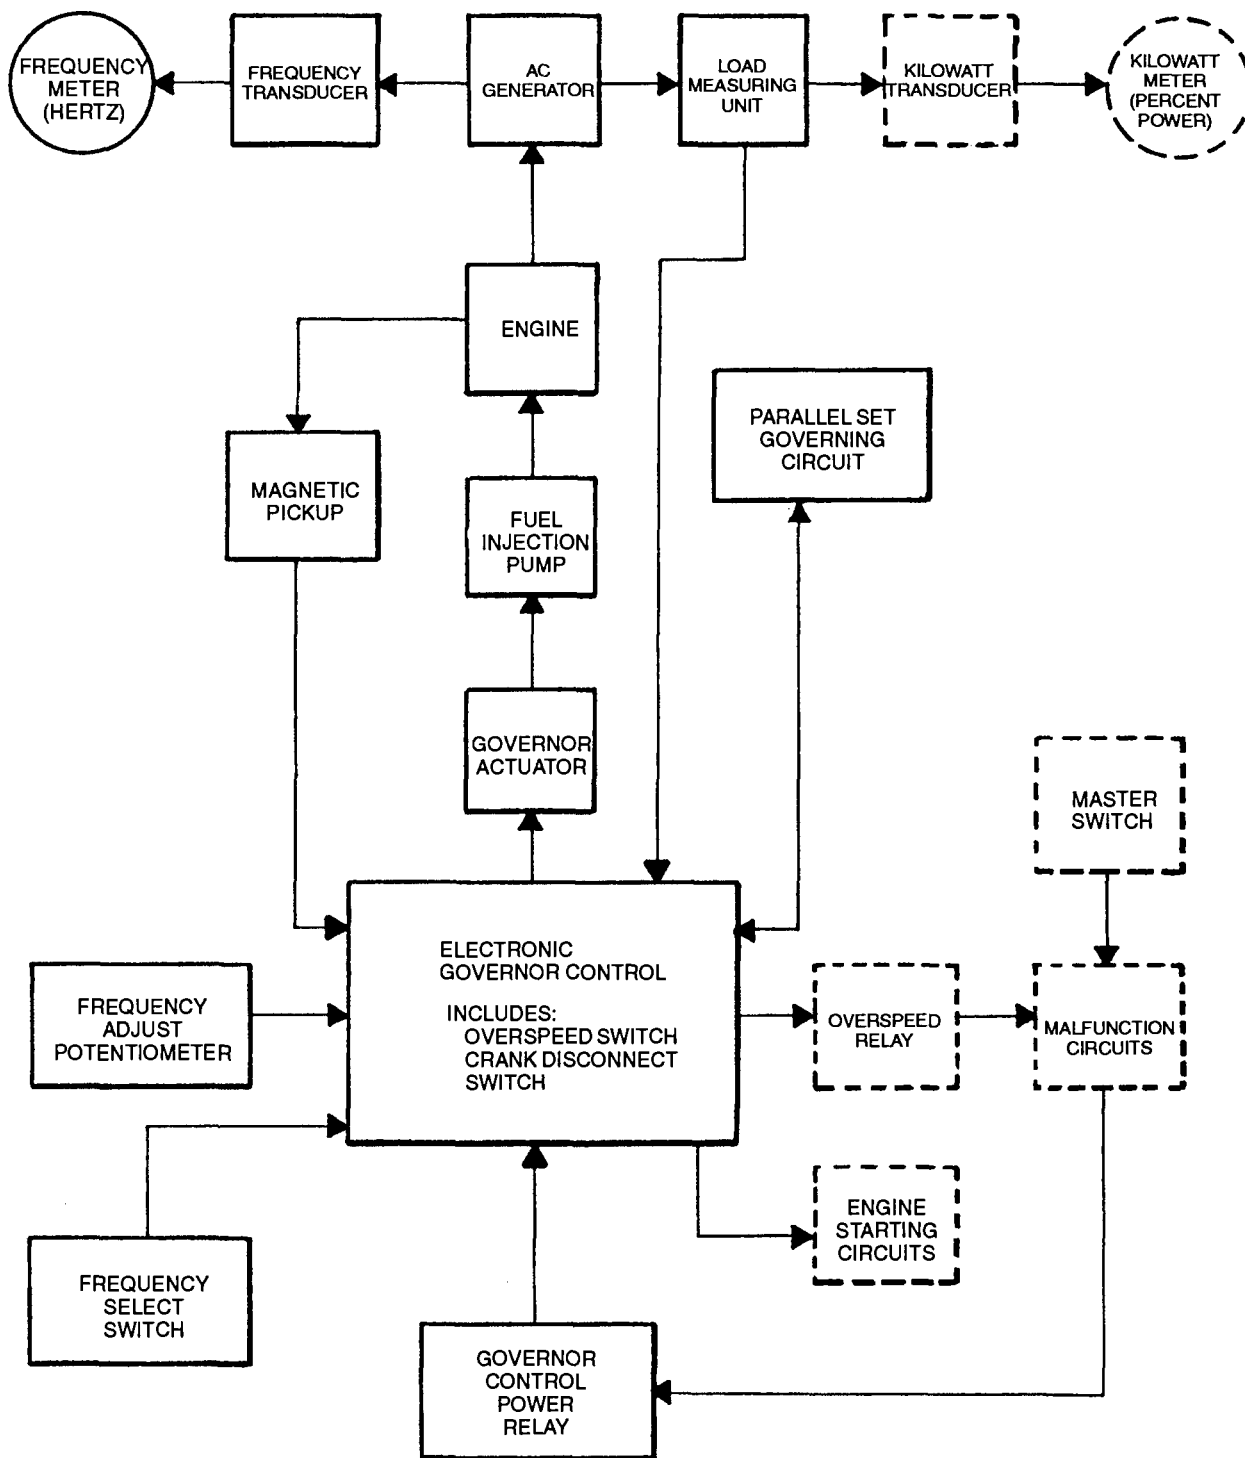 FREQUENCY
METER
(HERTZ)
FREQUENCY
TRANSDUCER
AC
GENERATOR
LOAD
MEASURING
UNIT
KILOWATT
TRANSDUCER
KILOWATT
METER
(PERCENT
POWER)
ENGINE
MAGNETIC
PICKUP
FUEL
INJECTION
PUMP
PARALLEL SET
GOVERNING
CIRCUIT
GOVERNOR
ACTUATOR
MASTER
SWITCH
ELECTRONIC
GOVERNOR CONTROL
INCLUDES:
OVERSPEED SWITCH
CRANK DISCONNECT
SWITCH
FREQUENCY
ADJUST
POTENTIOMETER
OVERSPEED
RELAY
MALFUNCTION
CIRCUITS
ENGINE
STARTING
CIRCUITS
FREQUENCY
SELECT
SWITCH
GOVERNOR
CONTROL
POWER
RELAY